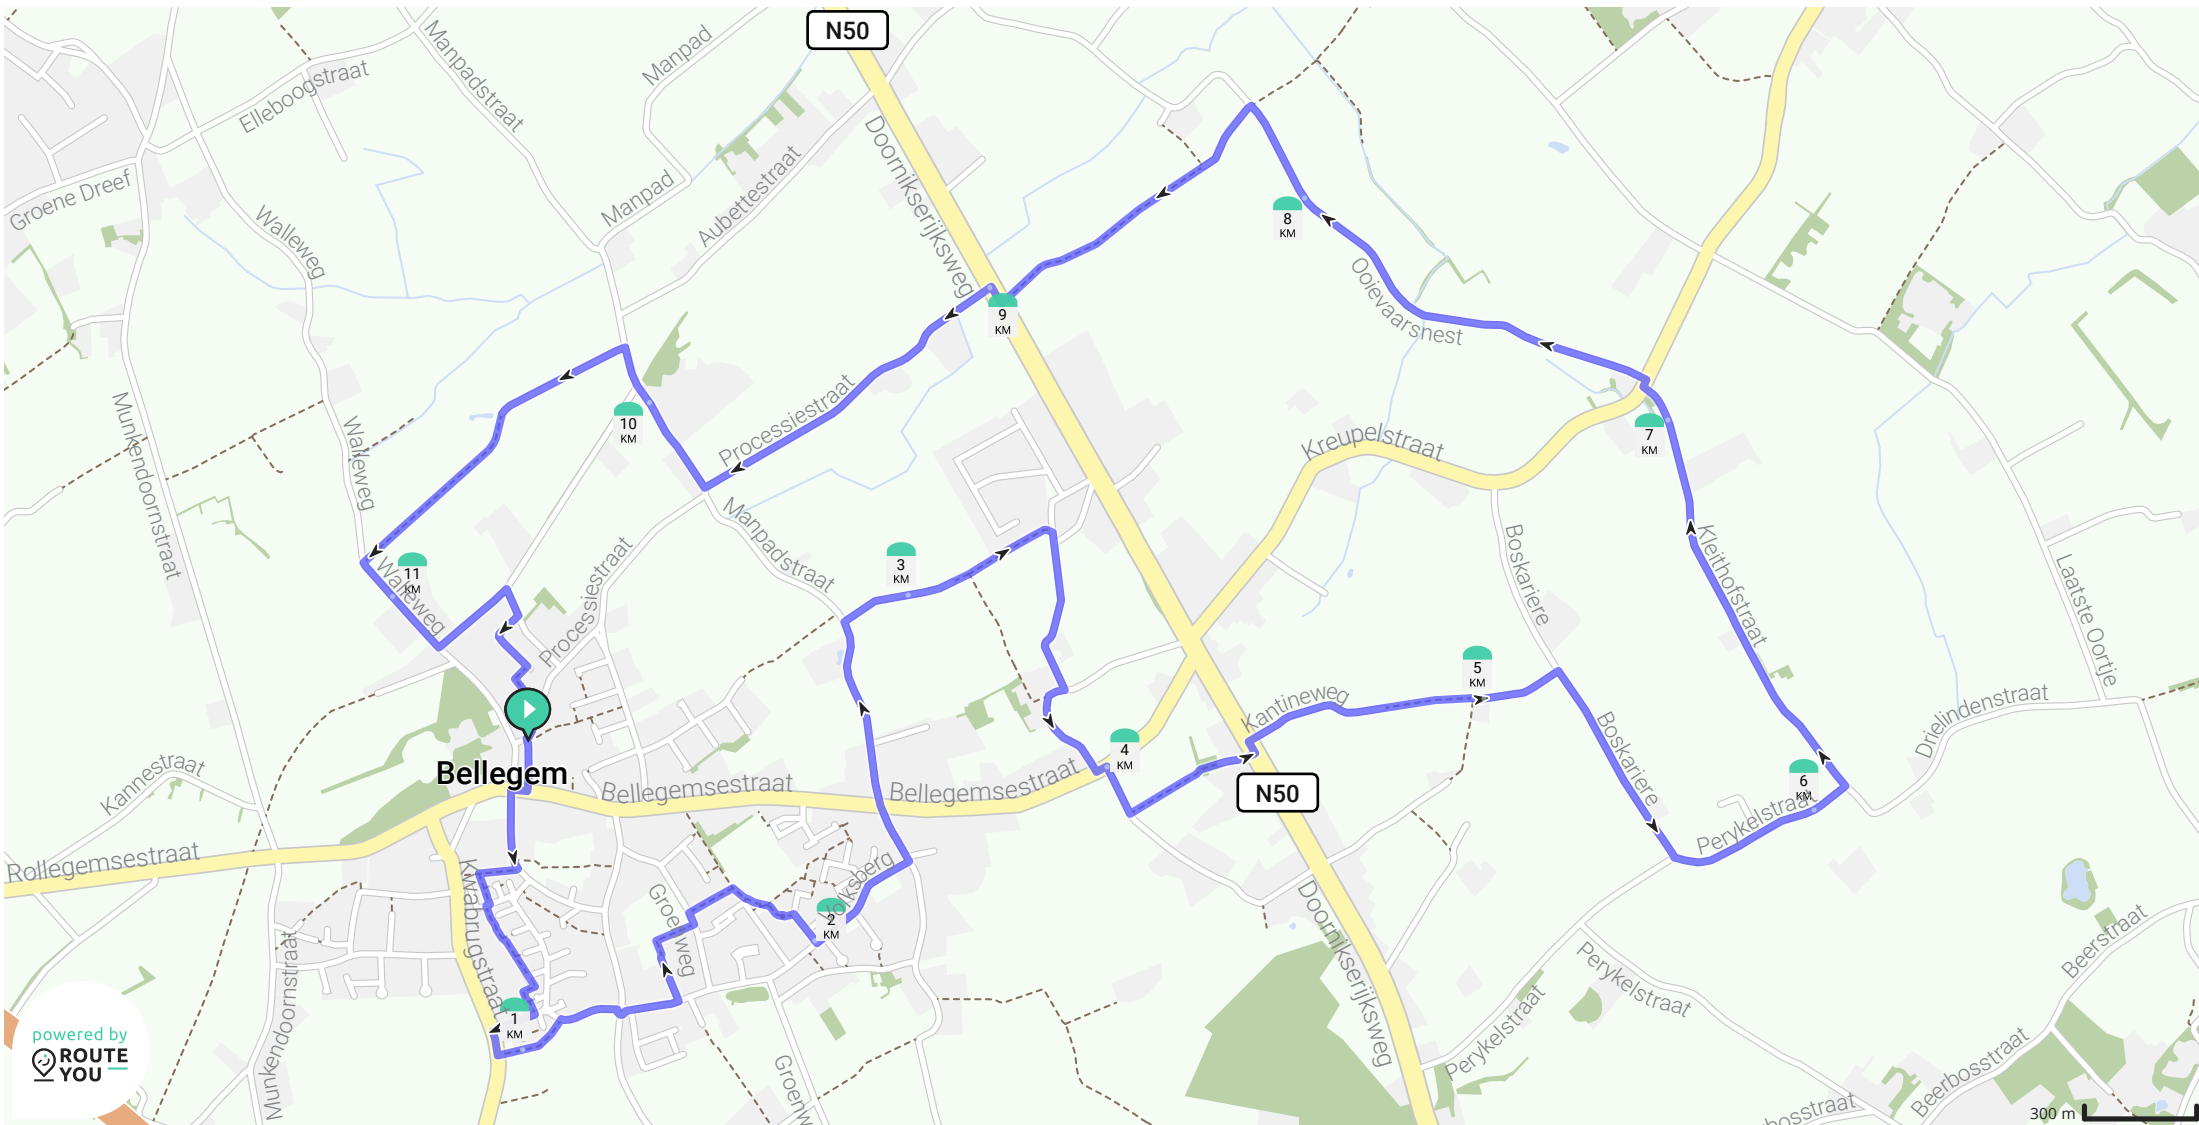 N50
Manpadstraat
Manpad
Elleboogstraat
Doornikserijksweg
Aubettestraat
Groene Dreef
Manpad
Walleweg
8
KM
Ooievaarsnest
9
KM
Processiestraat
Munkendoornstraat
Walleweg
10
KM
Kreupelstraat
7
KM
Manpadstraat
Boskariere
Kleithofstraat
3
KM
11
KM
Walleweg
Processiestraat
Laatste Oortje
5
KM
Kantineweg
Boskariere
Drielindenstraat
4
KM
Bellegem
Kannestraat
Bellegemsestraat
Bellegemsestraat
N50
6
KM
Perykelstraat
Rollegemsestraat
Kwabrugstraat
Groeneweg
2
KM
Doornikserijksweg
Perykelstraat
Beerstraat
Munkendoornstraat
1
KM
Perykelstraat
Groenw
Beerbosstraat
bosstraat
powered by
ROUTE
YOU
300 m